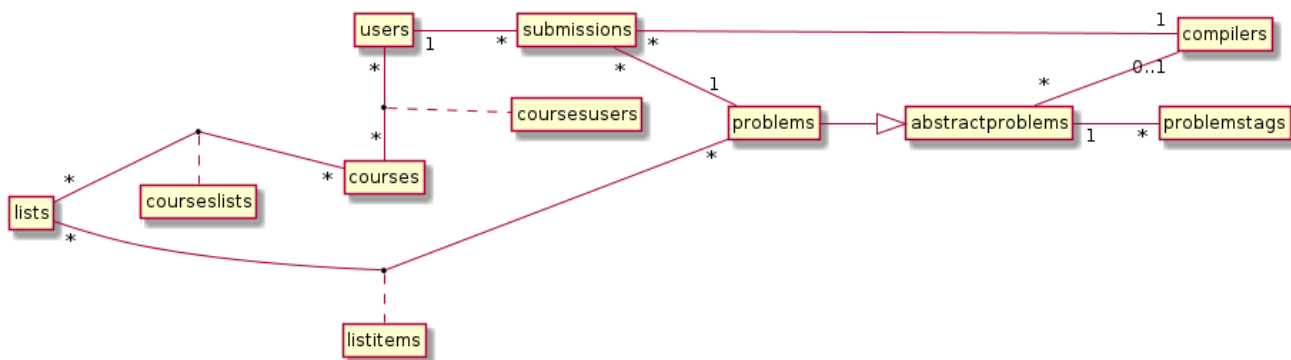 users 1 * submissions * 1 compilers
* * 0..1
* 1
coursesusers problems abstractproblems 1 * problemstags
* *
* * courses
courseslists
lists
*
listitems